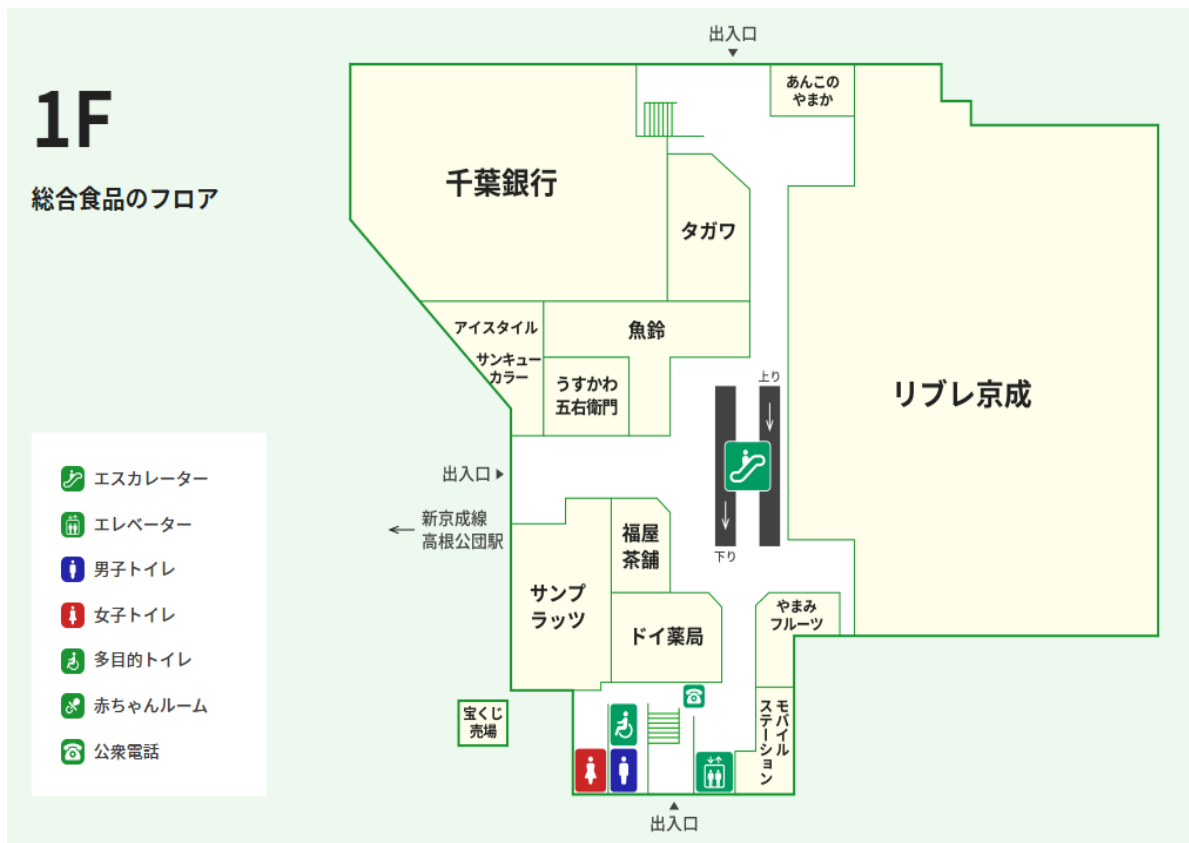 1F
総合食品のフロア
エスカレーター
エレベーター
男子トイレ
女子トイレ
多目的トイレ
赤ちゃんルーム
公衆電話
出入口
あんこの
やまか
千葉銀行
タガワ
アイスタイル
サンキュー
カラー
魚鈴
うすかわ
五右衛門
リブレ京成
上り
下り
出入口
新京成線
高根公団駅
福屋
茶舗
サンプ
ラッツ
ドイ薬局
やまみ
フルーツ
宝くじ
売場
モバイル
ステーション
出入口